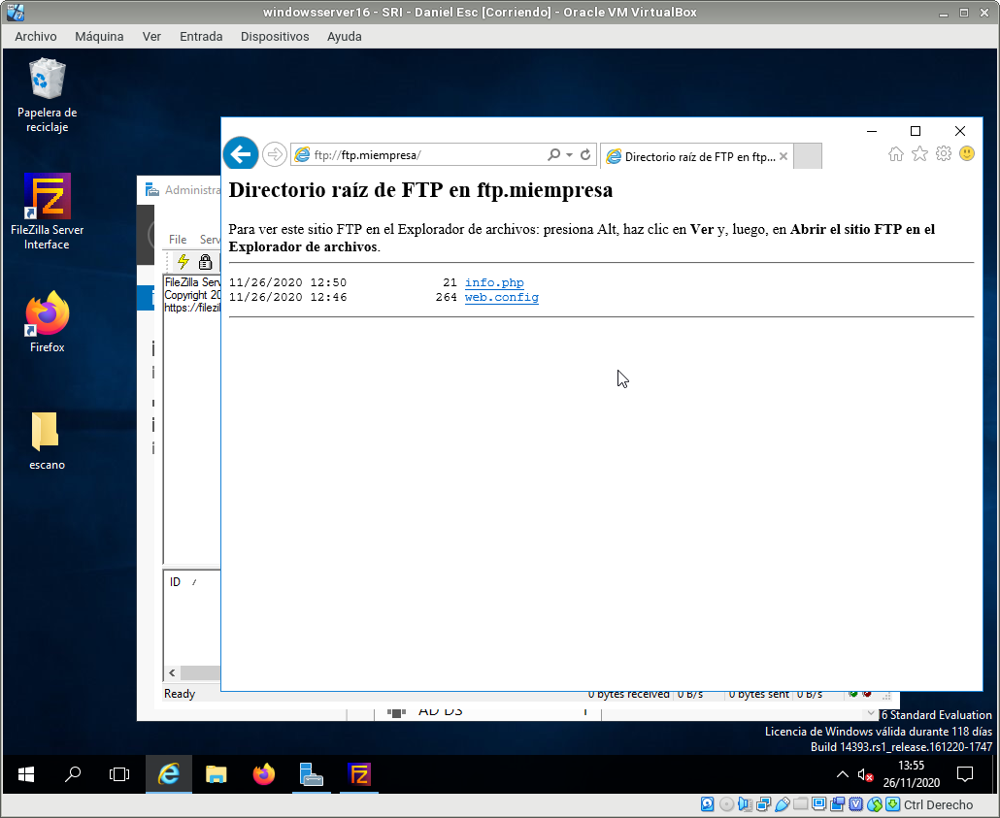 windowsserver16 - SRI - Daniel Esc [Corriendo] - Oracle VM VirtualBox
Archivo Máquina Ver Entrada Dispositivos Ayuda
Papelera de
reciclaje
FileZilla Server
Interface
Firefox
escano
Administra
File Serv
FileZilla Serv
Copyright 20
https://filezil
ID /
Ready
ftp://ftp.miempresa/
Directorio raíz de FTP en ftp...
Directorio raíz de FTP en ftp.miempresa
Para ver este sitio FTP en el Explorador de archivos: presiona Alt, haz clic en Ver y, luego, en Abrir el sitio FTP en el
Explorador de archivos.
11/26/2020 12:50 21 info.php
11/26/2020 12:46 264 web.config
0 bytes received 0 B/s 0 bytes sent 0 B/s
AD DS 1
6 Standard Evaluation
Licencia de Windows válida durante 118 días
Build 14393.rs1_release.161220-1747
13:55
26/11/2020
Ctrl Derecho